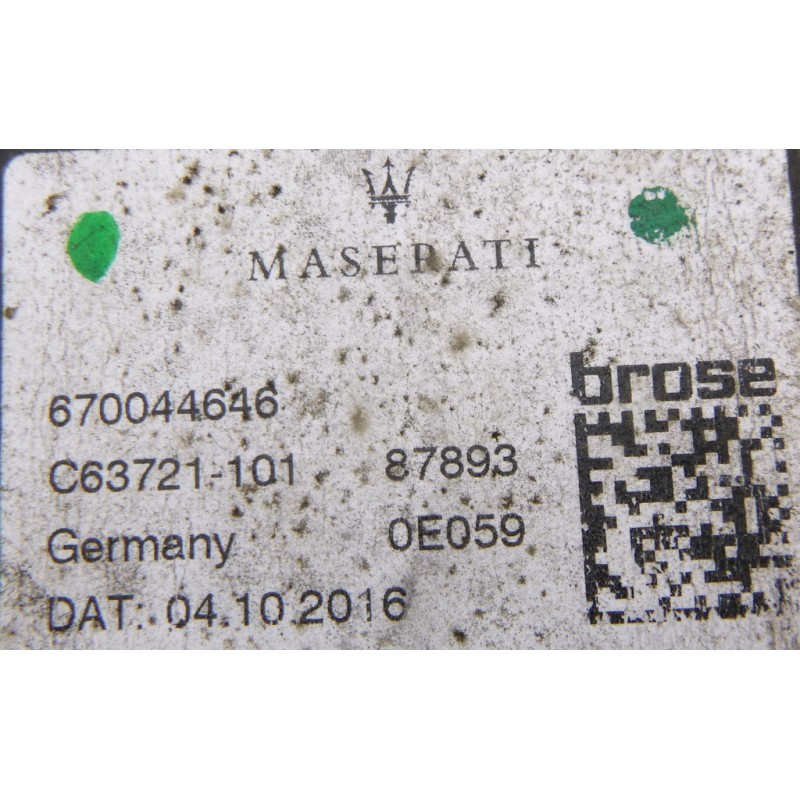 MASERATI
brose
670044646
C63721-101 87893
Germany 0E059
DAT: 04.10.2016